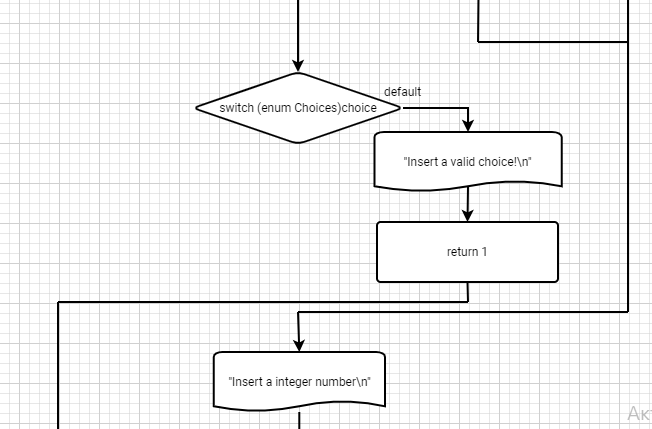 default
switch (enum Choices)choice
"Insert a valid choice!\n"
return 1
"Insert a integer number\n"